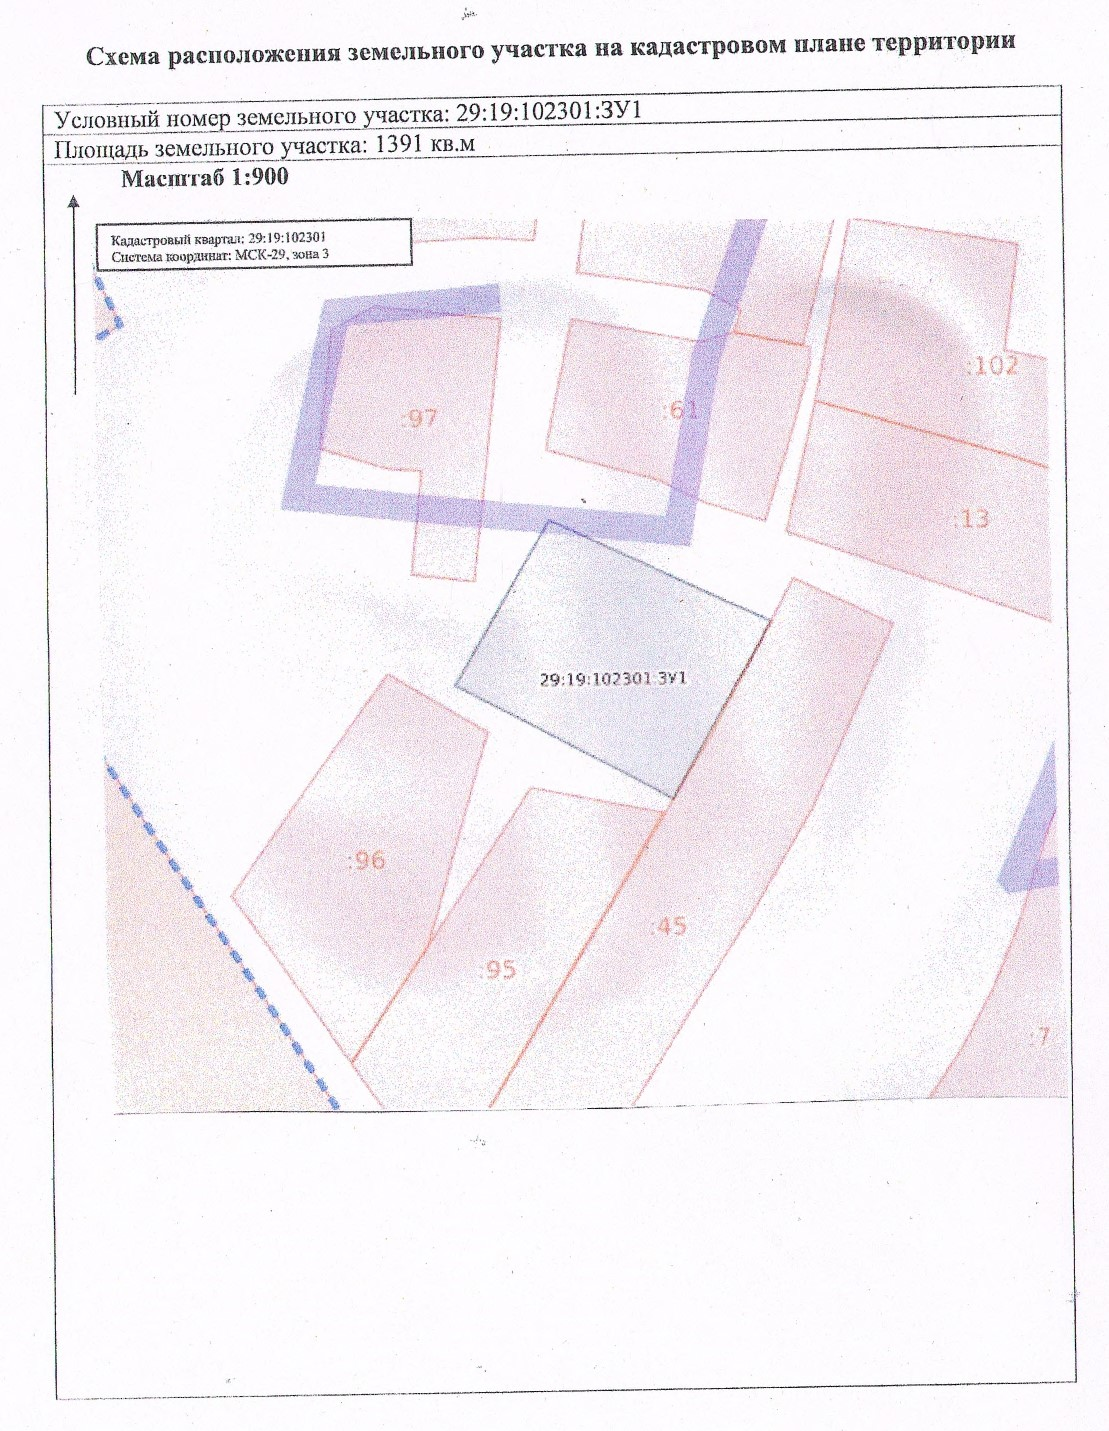 Схема расположения земельного участка на кадастровом плане территории
Условный номер земельного участка: 29:19:102301:ЗУ1
Площадь земельного участка: 1391 кв.м
Масштаб 1:900
Кадастровый квартал: 29:19:102301
Система координат: МСК-29, зона 3
:102
:97
:61
:13
29:19:102301:ЗУ1
:96
:45
:95
:7